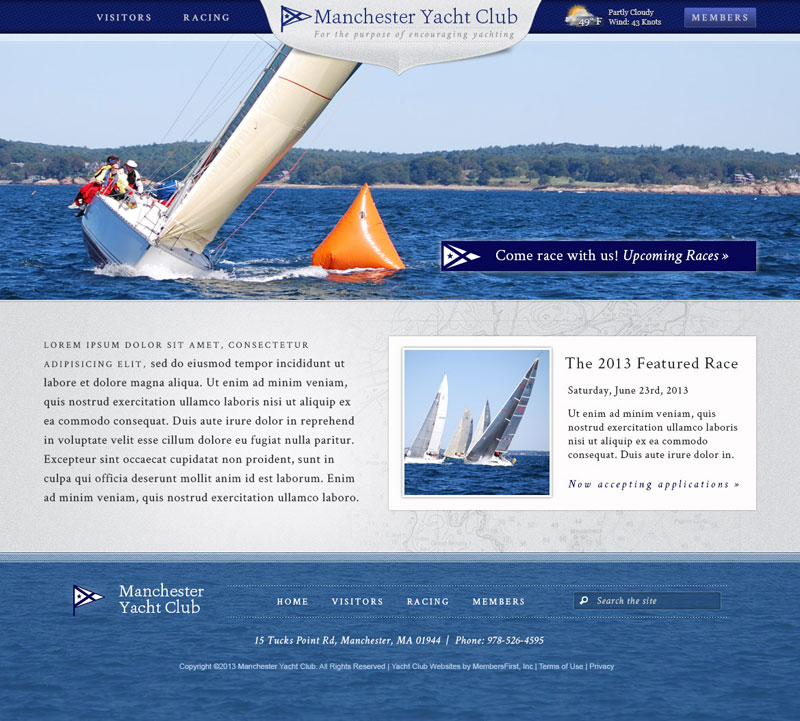 VISITORS
RACING
Manchester Yacht Club
For the purpose of encouraging yachting
49° F
Partly Cloudy
Wind: 43 Knots
MEMBERS
Come race with us! Upcoming Races »
LOREM IPSUM DOLOR SIT AMET, CONSECTETUR
ADIPISICING ELIT, sed do eiusmod tempor incididunt ut
labore et dolore magna aliqua. Ut enim ad minim veniam,
quis nostrud exercitation ullamco laboris nisi ut aliquip ex
ea commodo consequat. Duis aute irure dolor in reprehend
in voluptate velit esse cillum dolore eu fugiat nulla paritur.
Excepteur sint occaecat cupidatat non proident, sunt in
culpa qui officia deserunt mollit anim id est laborum. Enim
ad minim veniam, quis nostrud exercitation ullamco laboro.
The 2013 Featured Race
Saturday, June 23rd, 2013
Ut enim ad minim veniam, quis
nostrud exercitation ullamco laboris
nisi ut aliquip ex ea commodo
consequat. Duis aute irure dolor in.
Now accepting applications »
Manchester
Yacht Club
HOME VISITORS RACING MEMBERS
Search the site
15 Tucks Point Rd, Manchester, MA 01944 | Phone: 978-526-4595
Copyright ©2013 Manchester Yacht Club. All Rights Reserved | Yacht Club Websites by MembersFirst, Inc | Terms of Use | Privacy